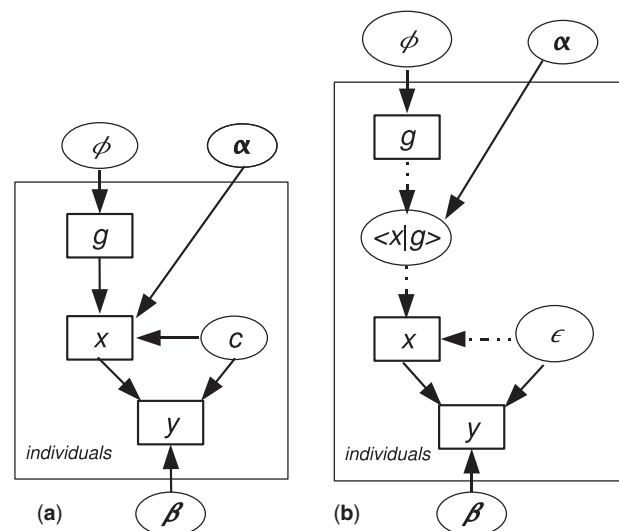 ϕ
α
g
x
c
y
individuals
(a)
β
ϕ
α
g
<x|g>
x
ϵ
y
individuals
(b)
β